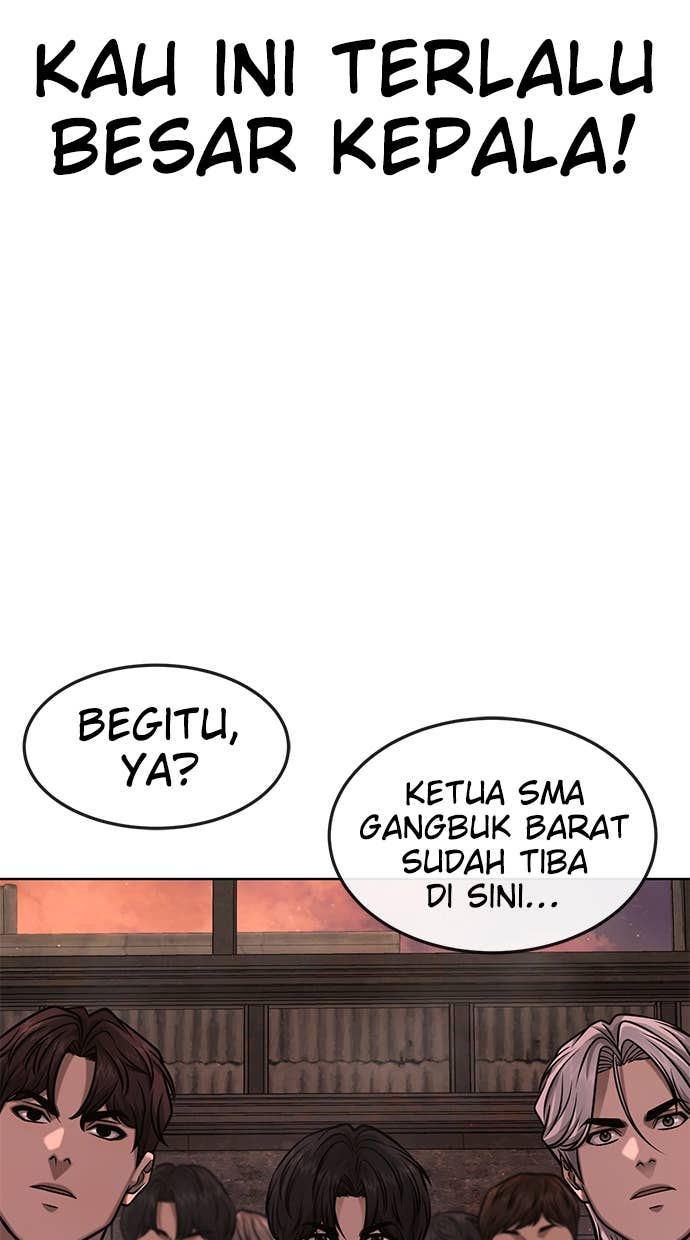 KAU INI TERLALU
BESAR KEPALA!
BEGITU,
YA?
KETUA SMA
GANGBUK BARAT
SUDAH TIBA
DI SINI...